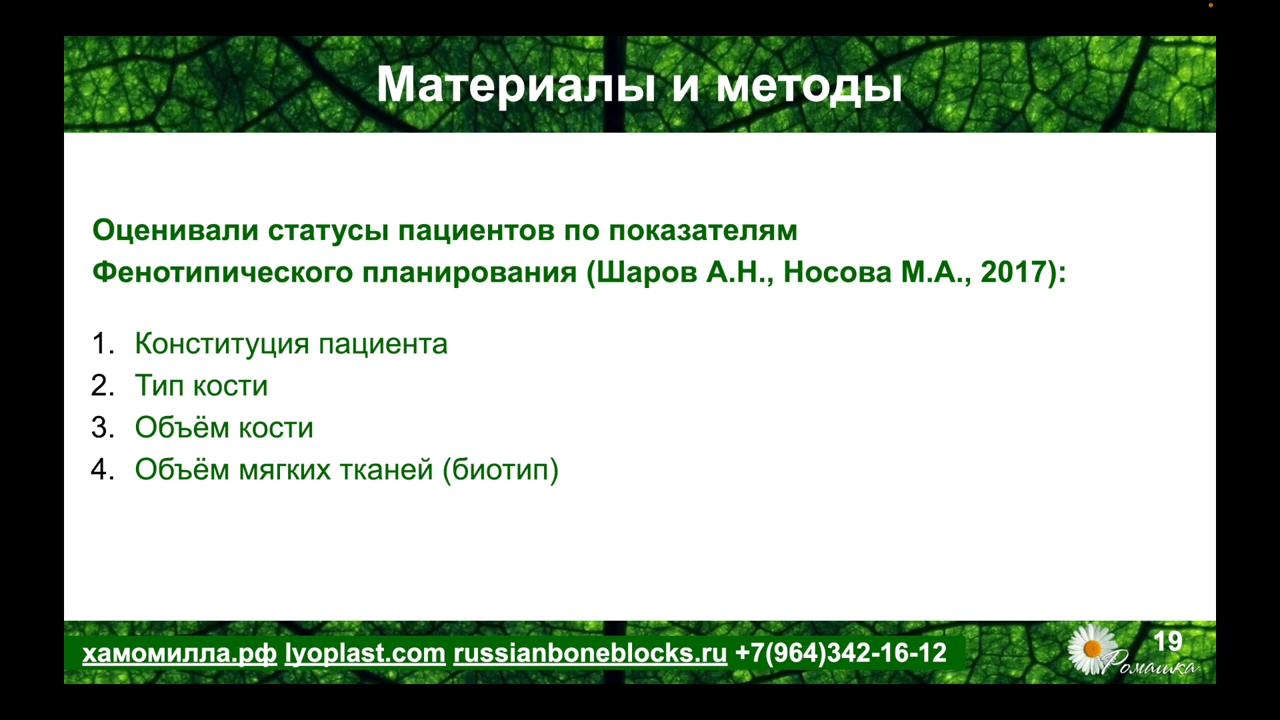 Материалы и методы
Оценивали статусы пациентов по показателям
Фенотипического планирования (Шаров А.Н., Носова М.А., 2017):
1. Конституция пациента
2. Тип кости
3. Объём кости
4. Объём мягких тканей (биотип)
хамомилла.рф lyoplast.com russianboneblocks.ru +7(964)342-16-12
19
Ромашка